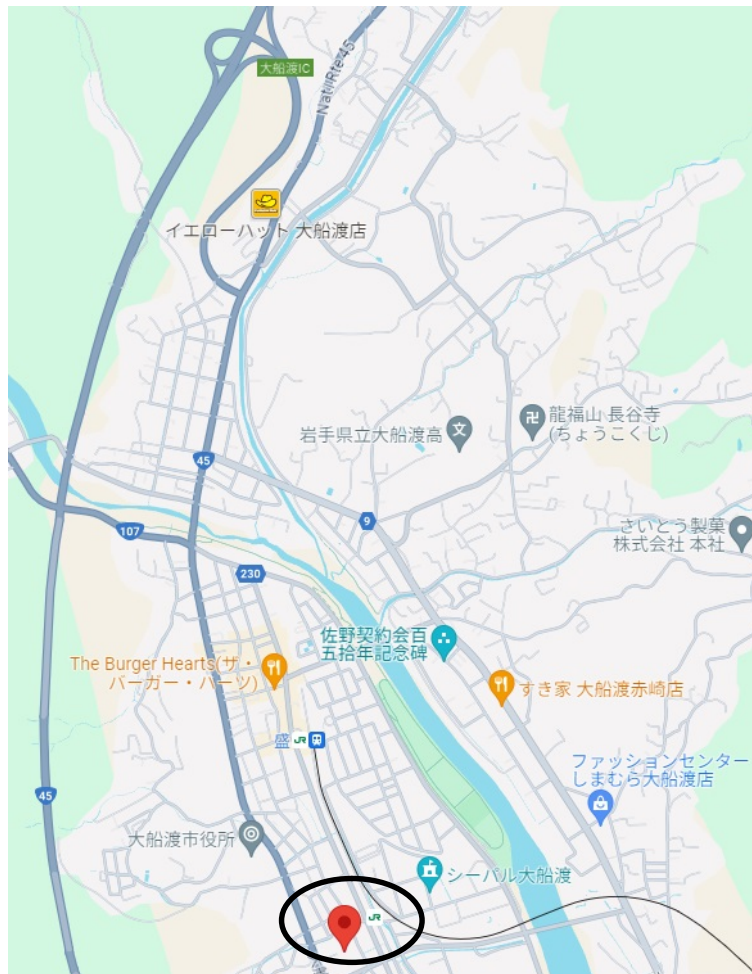 大船渡IC
Nat'l Rte 45
イエローハット 大船渡店
岩手県立大船渡高
文
卍
龍福山 長谷寺
(ちょうこくじ)
45
9
さいとう製菓
株式会社 本社
107
230
佐野契約会百
五拾年記念碑
The Burger Hearts(ザ・
バーガー・ハーツ)
すき家 大船渡赤崎店
盛
JR
ファッションセンター
しまむら大船渡店
45
大船渡市役所
シーパル大船渡
JR